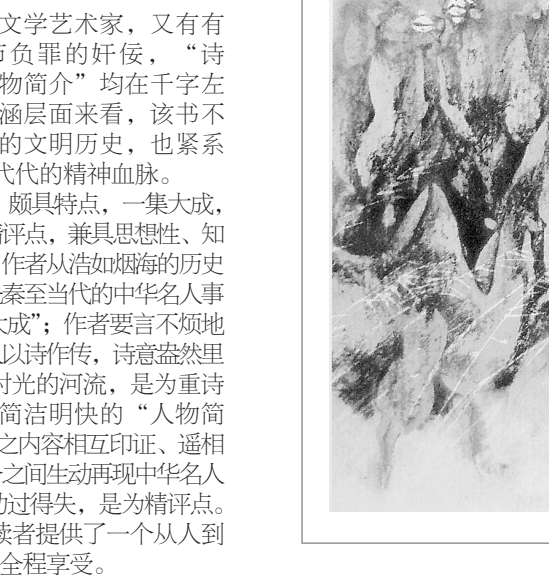 文学艺术家，又有有
负罪的奸佞，“诗
物简介”均在千字左
涵层面来看，该书不
的文明历史，也紧系
代代的精神血脉。
颇具特点，一集大成，
评点，兼具思想性、知
作者从浩如烟海的历史
秦至当代的中华名人事
大成”；作者要言不烦地
以诗作传，诗意盎然里
时光的河流，是为重诗
简洁明快的“人物简
之内容相互印证、遥相
之间生动再现中华名人
功过得失，是为精评点。
读者提供了一个从人到
全程享受。